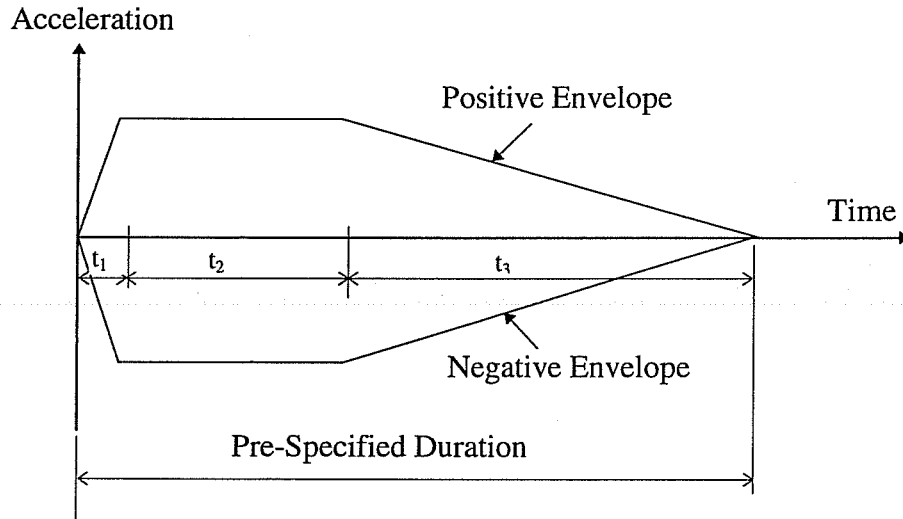 Acceleration
Positive Envelope
Time
t₁
t₂
t₃
Negative Envelope
Pre-Specified Duration